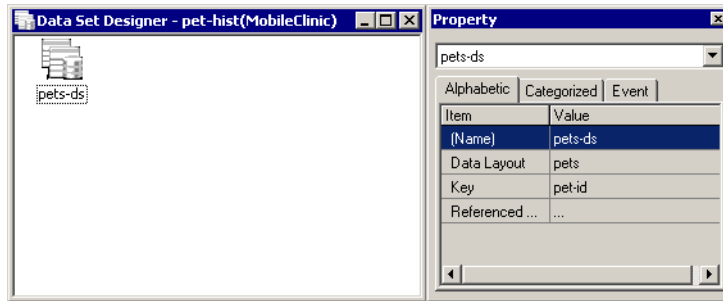 Data Set Designer - pet-hist(MobileClinic)
pets-ds
Property
pets-ds
Alphabetic Categorized Event
Item Value
(Name) pets-ds
Data Layout pets
Key pet-id
Referenced ... ...